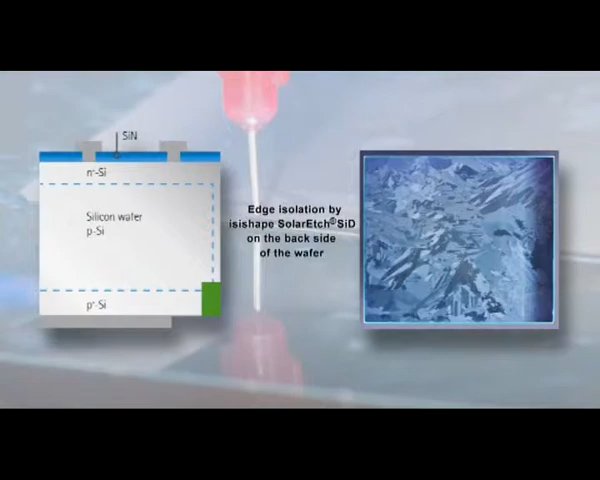 SiN
n⁺-Si
Silicon wafer
p-Si
p⁺-Si
Edge isolation by
isishape SolarEtch®SiD
on the back side
of the wafer